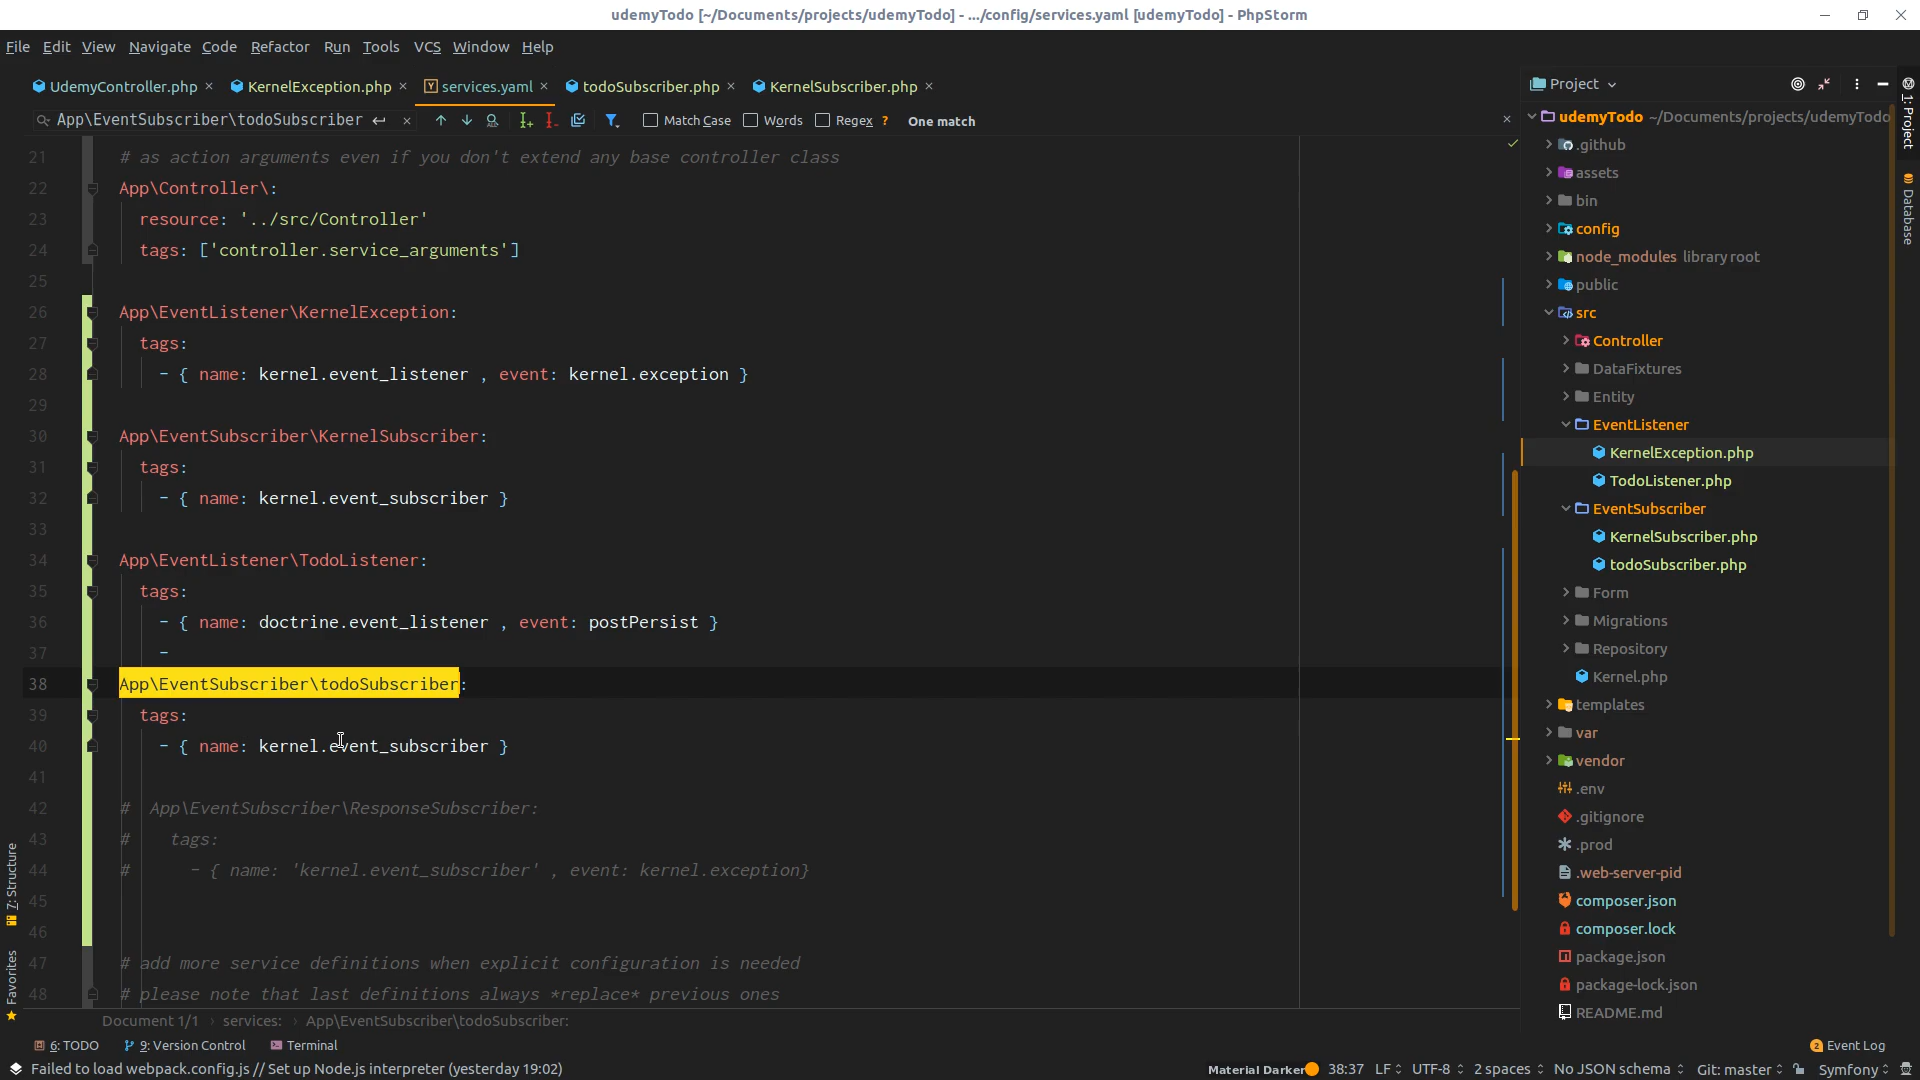 udemyTodo [~/Documents/projects/udemyTodo] - .../config/services.yaml [udemyTodo] - PhpStorm
File Edit View Navigate Code Refactor Run Tools VCS Window Help
UdemyController.php × KernelException.php × services.yaml × todoSubscriber.php × KernelSubscriber.php ×
App\EventSubscriber\todoSubscriber Match Case Words Regex ? One match
21 # as action arguments even if you don't extend any base controller class
22 App\Controller\:
23 resource: '../src/Controller'
24 tags: ['controller.service_arguments']
25
26 App\EventListener\KernelException:
27 tags:
28 - { name: kernel.event_listener , event: kernel.exception }
29
30 App\EventSubscriber\KernelSubscriber:
31 tags:
32 - { name: kernel.event_subscriber }
33
34 App\EventListener\TodoListener:
35 tags:
36 - { name: doctrine.event_listener , event: postPersist }
37 -
38 App\EventSubscriber\todoSubscriber:
39 tags:
40 - { name: kernel.event_subscriber }
41
42 # App\EventSubscriber\ResponseSubscriber:
43 # tags:
44 # - { name: 'kernel.event_subscriber' , event: kernel.exception}
45
46
47 # add more service definitions when explicit configuration is needed
48 # please note that last definitions always *replace* previous ones
Document 1/1 › services: › App\EventSubscriber\todoSubscriber:
Project
udemyTodo ~/Documents/projects/udemyTodo
.github
assets
bin
config
node_modules library root
public
src
Controller
DataFixtures
Entity
EventListener
KernelException.php
TodoListener.php
EventSubscriber
KernelSubscriber.php
todoSubscriber.php
Form
Migrations
Repository
Kernel.php
templates
var
vendor
.env
.gitignore
.prod
.web-server-pid
composer.json
composer.lock
package.json
package-lock.json
README.md
1: Project
Database
7: Structure
Favorites
6: TODO 9: Version Control Terminal 2 Event Log
Failed to load webpack.config.js // Set up Node.js interpreter (yesterday 19:02) Material Darker 38:37 LF UTF-8 2 spaces No JSON schema Git: master Symfony